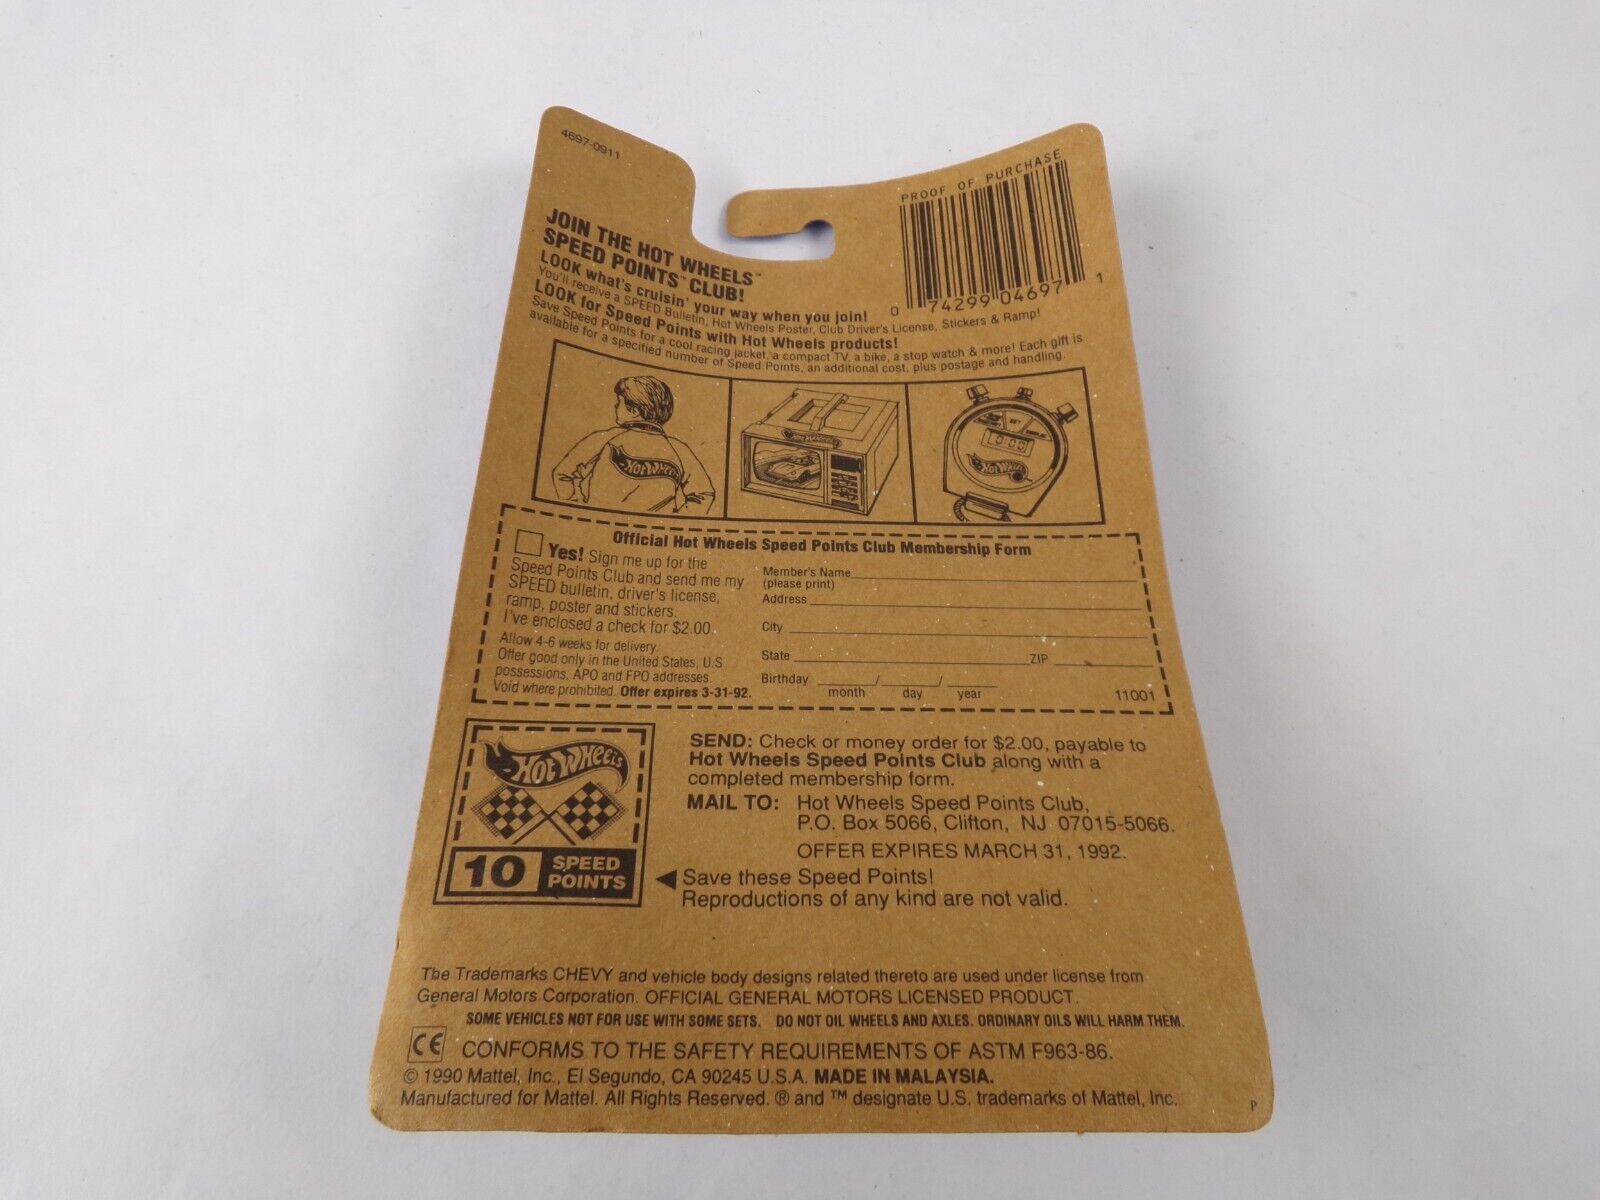 4697-0911
PROOF OF PURCHASE
0 74299 04697 1
JOIN THE HOT WHEELS™
SPEED POINTS™ CLUB!
LOOK what's cruisin' your way when you join!
You'll receive a SPEED Bulletin, Hot Wheels Poster, Club Driver's License, Stickers & Ramp!
LOOK for Speed Points with Hot Wheels products!
Save Speed Points for a cool racing jacket, a compact TV, a bike, a stop watch & more! Each gift is
available for a specified number of Speed Points, an additional cost, plus postage and handling.
HOT WHEELS
HOT WHEELS
SET
0:00
HOT WHEELS
Official Hot Wheels Speed Points Club Membership Form
Yes! Sign me up for the
Speed Points Club and send me my
SPEED bulletin, driver's license,
ramp, poster and stickers.
I've enclosed a check for $2.00.
Allow 4-6 weeks for delivery.
Offer good only in the United States, U.S
possessions, APO and FPO addresses.
Void where prohibited. Offer expires 3-31-92.
Member's Name
(please print)
Address
City
State ZIP
Birthday / /
month day year
11001
HOT WHEELS
10 SPEED POINTS
SEND: Check or money order for $2.00, payable to
Hot Wheels Speed Points Club along with a
completed membership form.
MAIL TO: Hot Wheels Speed Points Club,
P.O. Box 5066, Clifton, NJ 07015-5066.
OFFER EXPIRES MARCH 31, 1992.
◀ Save these Speed Points!
Reproductions of any kind are not valid.
The Trademarks CHEVY and vehicle body designs related thereto are used under license from
General Motors Corporation. OFFICIAL GENERAL MOTORS LICENSED PRODUCT.
SOME VEHICLES NOT FOR USE WITH SOME SETS. DO NOT OIL WHEELS AND AXLES. ORDINARY OILS WILL HARM THEM.
CE CONFORMS TO THE SAFETY REQUIREMENTS OF ASTM F963-86.
© 1990 Mattel, Inc., El Segundo, CA 90245 U.S.A. MADE IN MALAYSIA.
Manufactured for Mattel. All Rights Reserved. ® and ™ designate U.S. trademarks of Mattel, Inc.
P